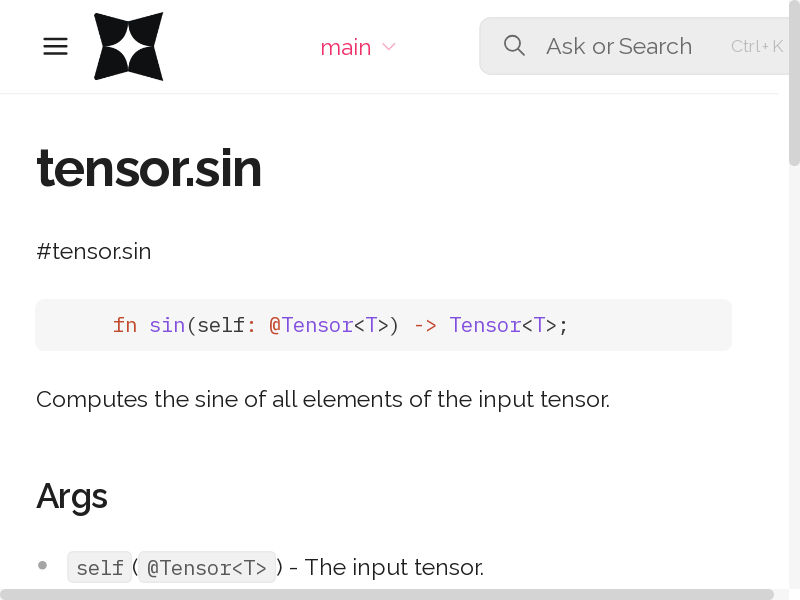 main
Ask or Search
Ctrl+K
tensor.sin
#tensor.sin
fn sin(self: @Tensor<T>) -> Tensor<T>;
Computes the sine of all elements of the input tensor.
Args
self(@Tensor<T>) - The input tensor.